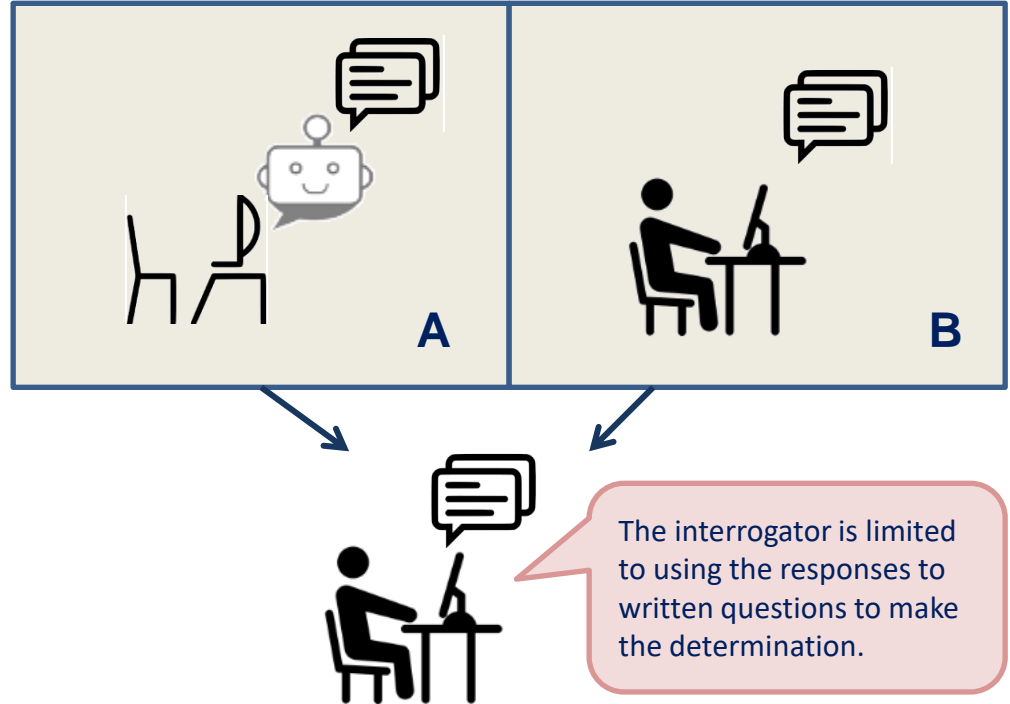 A
B
The interrogator is limited
to using the responses to
written questions to make
the determination.